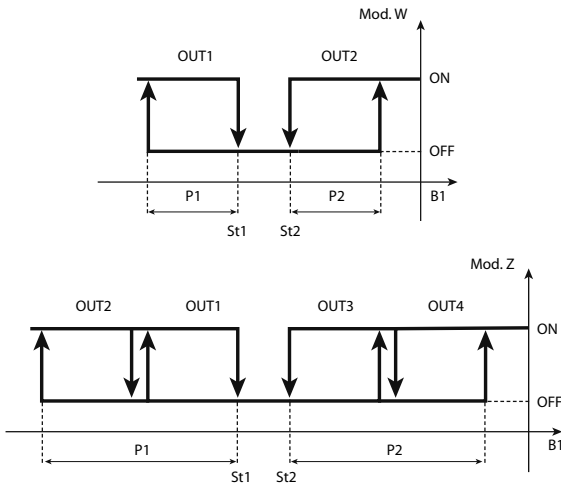 Mod. W
OUT1 OUT2
ON
OFF
P1 P2 B1
St1 St2
Mod. Z
OUT2 OUT1 OUT3 OUT4
ON
OFF
P1 P2 B1
St1 St2